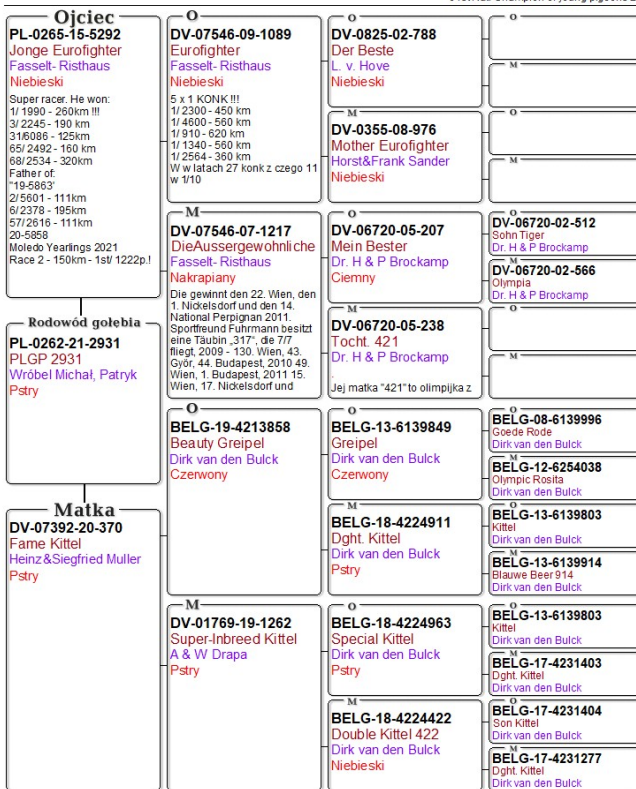 Ojciec
PL-0265-15-5292
Jonge Eurofighter
Fasselt- Risthaus
Niebieski
Super racer. He won:
1/ 1990 - 260km !!!
3/ 2245 - 190 km
31/6086 - 125km
65/ 2492 - 160 km
68/2534 - 320km
Father of:
"19-5863"
2/ 5601 - 111km
6/ 2378 - 195km
57/ 2616 - 111km
20-5858
Moledo Yearlings 2021
Race 2 - 150km - 1st/ 1222p.!
Rodowód gołębia
PL-0262-21-2931
PLGP 2931
Wróbel Michał, Patryk
Pstry
Matka
DV-07392-20-370
Fame Kittel
Heinz&Siegfried Muller
Pstry
O
DV-07546-09-1089
Eurofighter
Fasselt- Risthaus
Niebieski
5 x 1 KONK !!!
1/ 2300 - 450 km
1/ 4600 - 560 km
1/ 910 - 620 km
1/ 1340 - 560 km
1/ 2564 - 360 km
W w latach 27 konk z czego 11
w 1/10
M
DV-07546-07-1217
DieAussergewohnliche
Fasselt- Risthaus
Nakrapiany
Die gewinnt den 22. Wien, den
1. Nickelsdorf und den 14.
National Perpignan 2011.
Sportfreund Fuhrmann besitzt
eine Täubin „317", die 7/7
fliegt, 2009 - 130. Wien, 43.
Györ, 44. Budapest, 2010 49.
Wien, 1. Budapest, 2011 15.
Wien, 17. Nickelsdorf und
O
BELG-19-4213858
Beauty Greipel
Dirk van den Bulck
Czerwony
M
DV-01769-19-1262
Super-Inbreed Kittel
A & W Drapa
Pstry
O
DV-0825-02-788
Der Beste
L. v. Hove
Niebieski
M
DV-0355-08-976
Mother Eurofighter
Horst&Frank Sander
Niebieski
O
DV-06720-05-207
Mein Bester
Dr. H & P Brockamp
Ciemny
M
DV-06720-05-238
Tocht. 421
Dr. H & P Brockamp
.
Jej matka "421" to olimpijka z
O
BELG-13-6139849
Greipel
Dirk van den Bulck
Czerwony
M
BELG-18-4224911
Dght. Kittel
Dirk van den Bulck
Pstry
O
BELG-18-4224963
Special Kittel
Dirk van den Bulck
Pstry
M
BELG-18-4224422
Double Kittel 422
Dirk van den Bulck
Niebieski
O
M
O
M
O
DV-06720-02-512
Sohn Tiger
Dr. H & P Brockamp
M
DV-06720-02-566
Olympia
Dr. H & P Brockamp
O
M
O
BELG-08-6139996
Goede Rode
Dirk van den Bulck
M
BELG-12-6254038
Olympic Rosita
Dirk van den Bulck
O
BELG-13-6139803
Kittel
Dirk van den Bulck
M
BELG-13-6139914
Blauwe Beer 914
Dirk van den Bulck
O
BELG-13-6139803
Kittel
Dirk van den Bulck
M
BELG-17-4231403
Dght. Kittel
Dirk van den Bulck
O
BELG-17-4231404
Son Kittel
Dirk van den Bulck
M
BELG-17-4231277
Dght. Kittel
Dirk van den Bulck